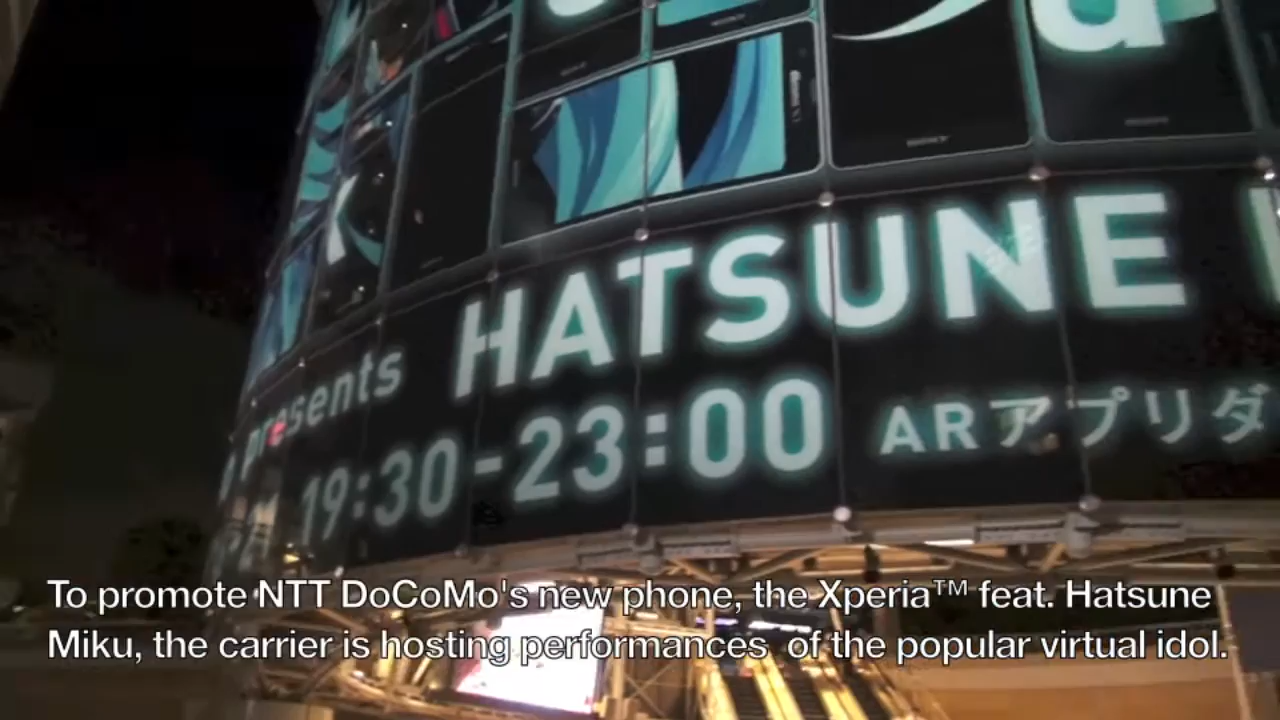 presents HATSUNE
19:30-23:00 ARアプリダ
To promote NTT DoCoMo's new phone, the Xperia™ feat. Hatsune
Miku, the carrier is hosting performances of the popular virtual idol.